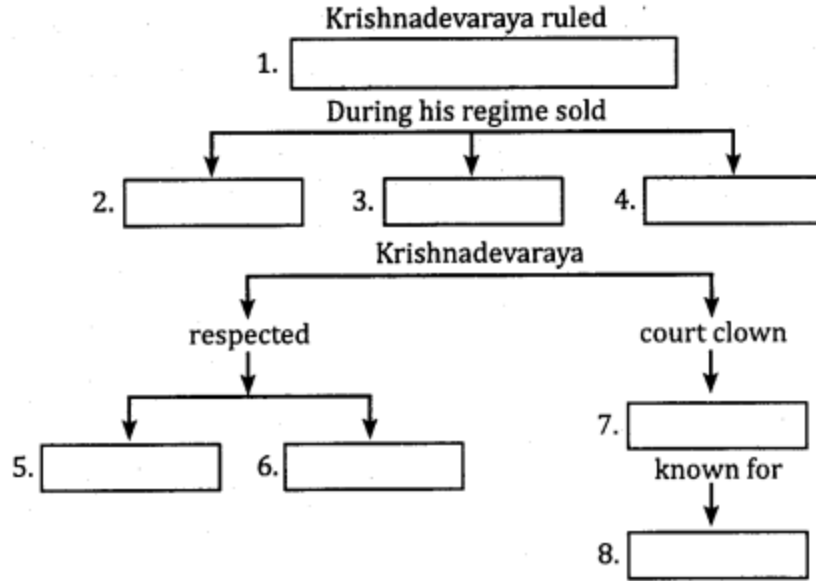 Krishnadevaraya ruled
1.
During his regime sold
2. 3. 4.
Krishnadevaraya
respected court clown
7.
5. 6. known for
8.